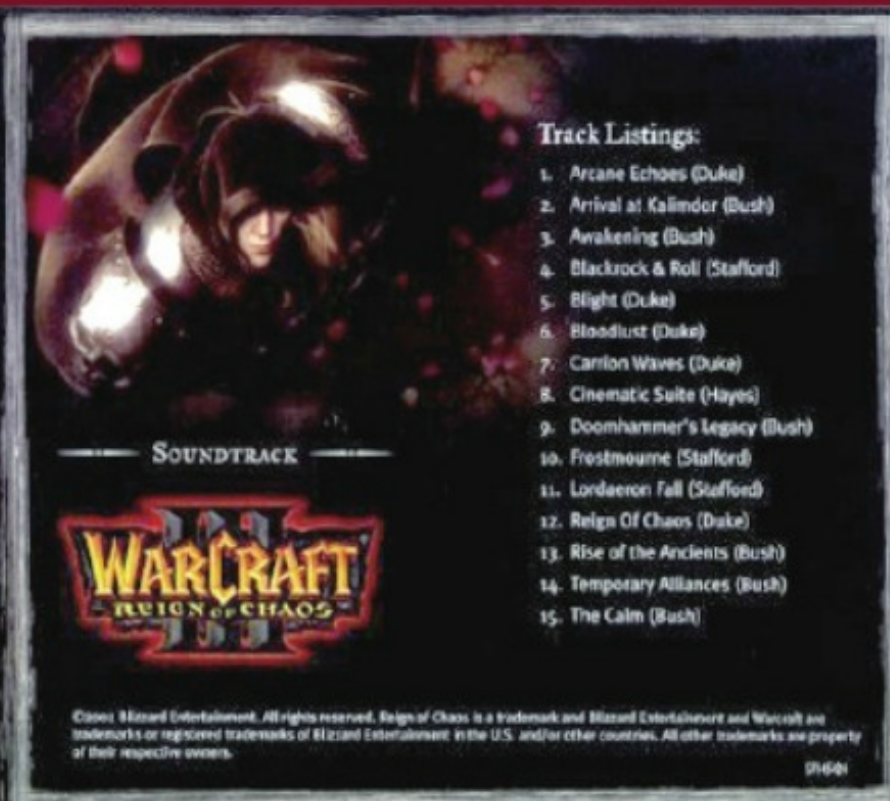 Track Listings:
1. Arcane Echoes (Duke)
2. Arrival at Kalimdor (Bush)
3. Awakening (Bush)
4. Blackrock & Roll (Stafford)
5. Blight (Duke)
6. Bloodlust (Duke)
7. Carrion Waves (Duke)
8. Cinematic Suite (Hayes)
9. Doomhammer's Legacy (Bush)
10. Frostmourne (Stafford)
11. Lordaeron Fall (Stafford)
12. Reign Of Chaos (Duke)
13. Rise of the Ancients (Bush)
14. Temporary Alliances (Bush)
15. The Calm (Bush)
SOUNDTRACK
WARCRAFT III
REIGN OF CHAOS
Blizzard Entertainment. All rights reserved. Reign of Chaos is a trademark and Blizzard Entertainment and Warcraft are
trademarks or registered trademarks of Blizzard Entertainment in the U.S. and/or other countries. All other trademarks are property
of their respective owners.